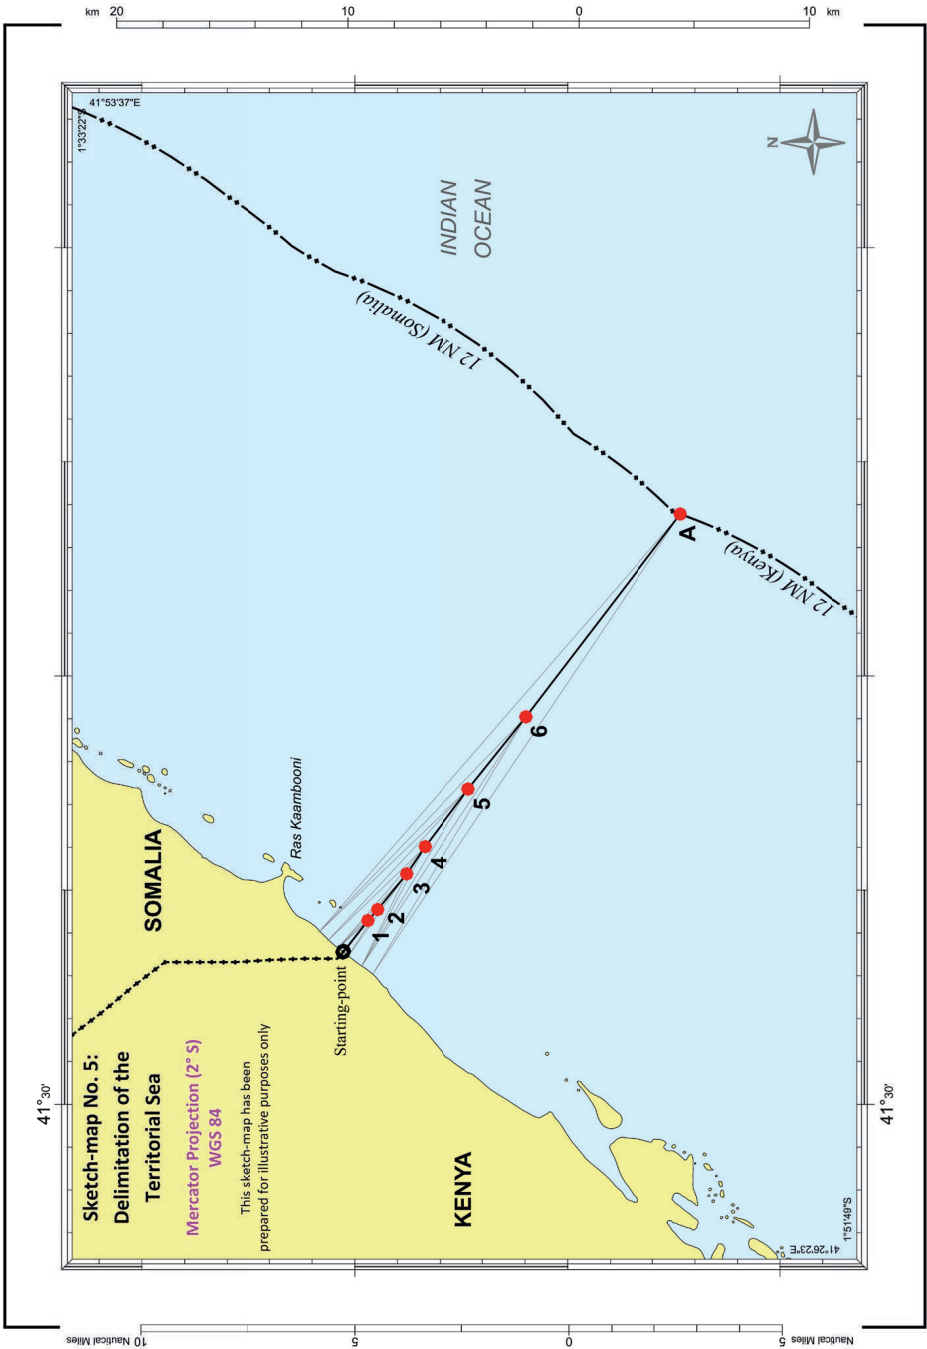 Sketch-map No. 5:
Delimitation of the
Territorial Sea
Mercator Projection (2° S)
WGS 84
This sketch-map has been
prepared for illustrative purposes only
SOMALIA
KENYA
Ras Kaambooni
Starting-point
1
2
3
4
5
6
A
12 NM (Somalia)
12 NM (Kenya)
INDIAN
OCEAN
N
41°53'37"E
1°33'22"S
41°26'23"E
1°51'49"S
41°30'
41°30'
km 20 10 0 10 km
Nautical Miles 10 5 0 5 Nautical Miles